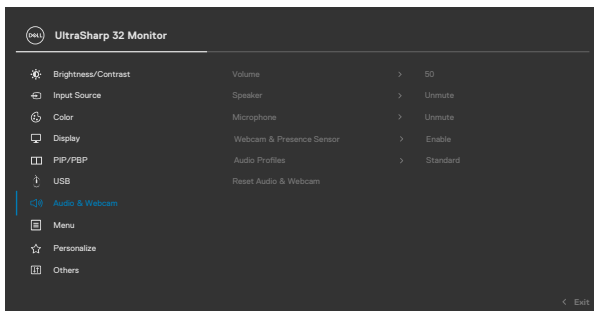 DELL UltraSharp 32 Monitor
Brightness/Contrast Volume > 50
Input Source Speaker > Unmute
Color Microphone > Unmute
Display Webcam & Presence Sensor > Enable
PIP/PBP Audio Profiles > Standard
USB Reset Audio & Webcam
Audio & Webcam
Menu
Personalize
Others
< Exit